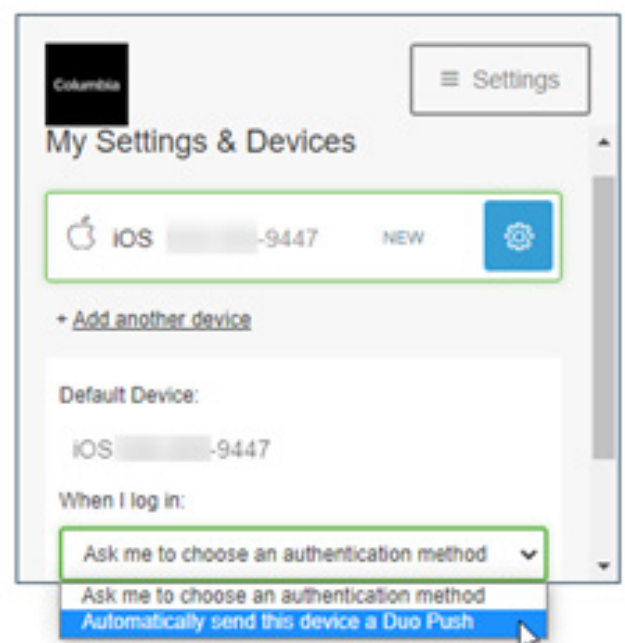 Columbia
≡ Settings
My Settings & Devices
iOS -9447 NEW
+ Add another device
Default Device:
iOS -9447
When I log in:
Ask me to choose an authentication method
Ask me to choose an authentication method
Automatically send this device a Duo Push